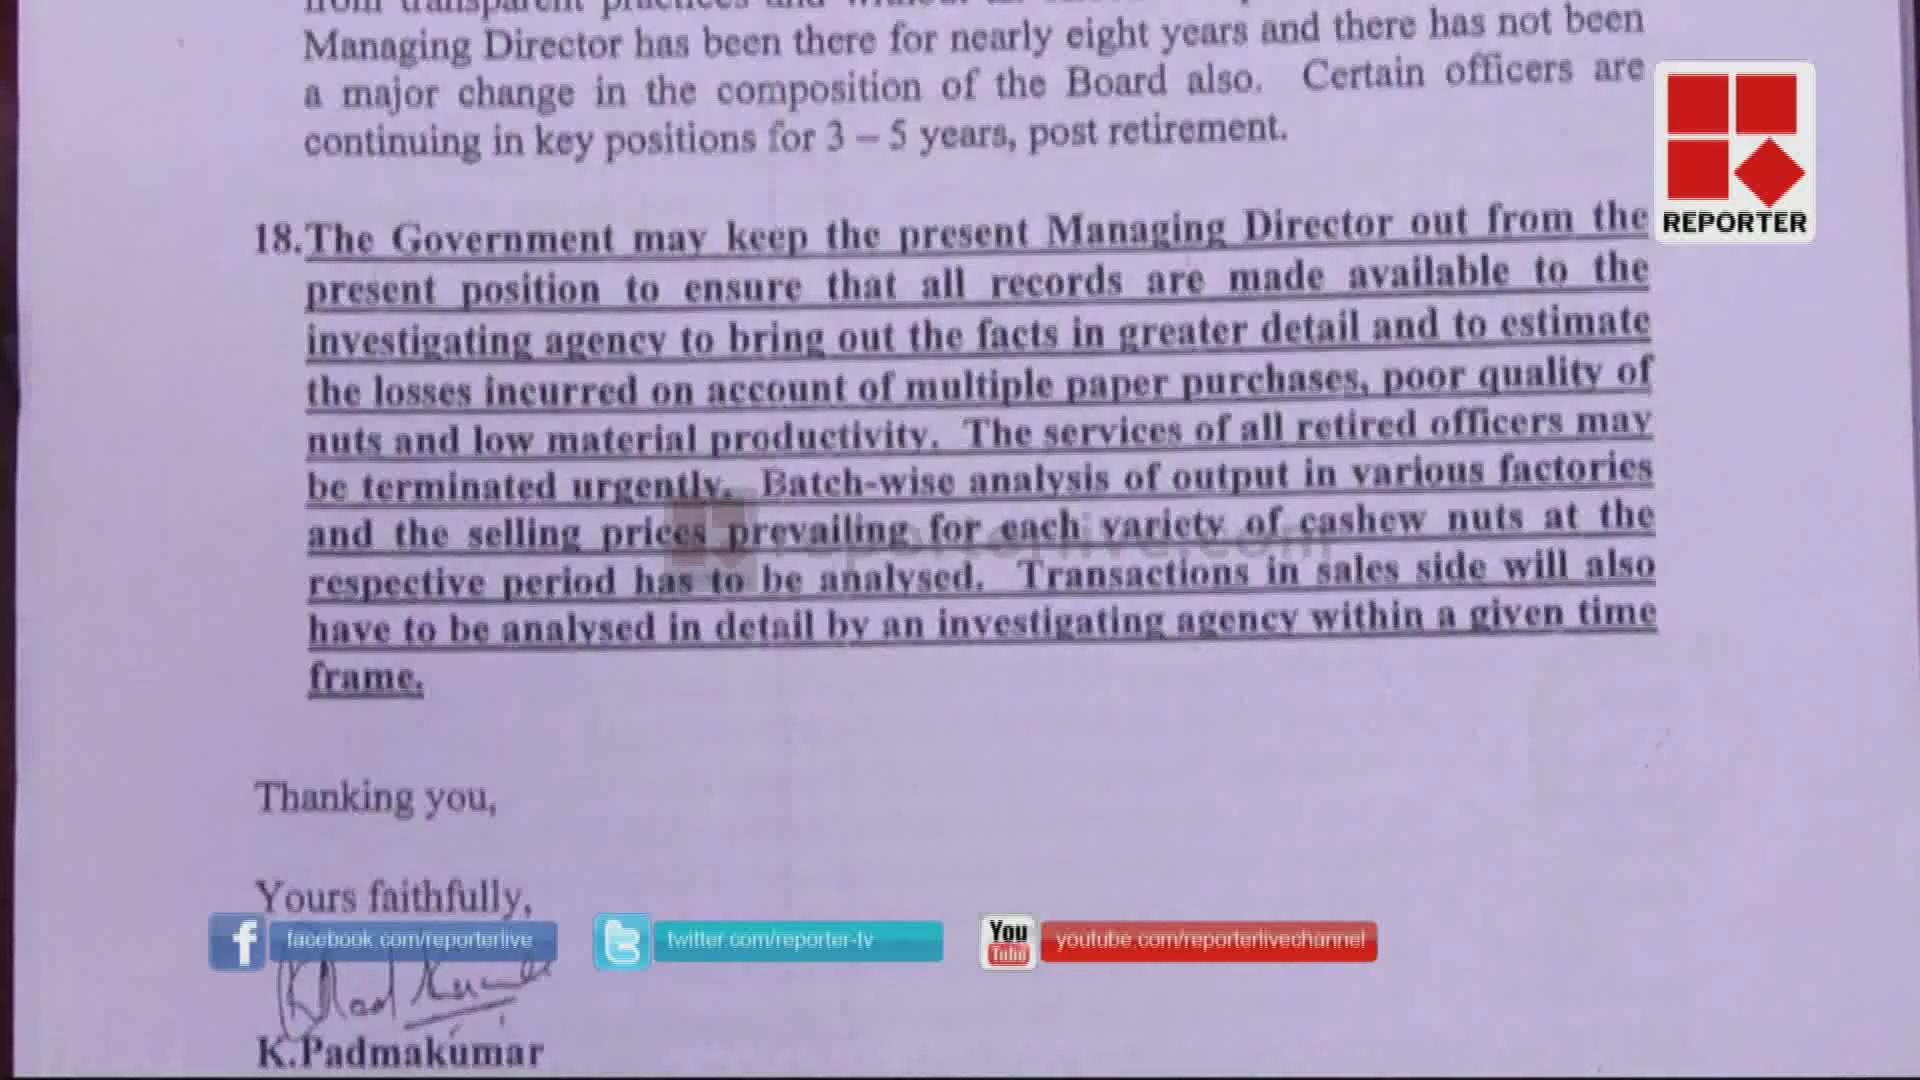 from transparent practices and
Managing Director has been there for nearly eight years and there has not been
a major change in the composition of the Board also. Certain officers are
continuing in key positions for 3 – 5 years, post retirement.
REPORTER
18. The Government may keep the present Managing Director out from the
present position to ensure that all records are made available to the
investigating agency to bring out the facts in greater detail and to estimate
the losses incurred on account of multiple paper purchases, poor quality of
nuts and low material productivity. The services of all retired officers may
be terminated urgently. Batch-wise analysis of output in various factories
and the selling prices prevailing for each variety of cashew nuts at the
reporterlive.com
respective period has to be analysed. Transactions in sales side will also
have to be analysed in detail by an investigating agency within a given time
frame.
Thanking you,
Yours faithfully,
f facebook.com/reporterlive
twitter.com/reporter-tv
You Tube youtube.com/reporterlivechannel
K.Padmakumar